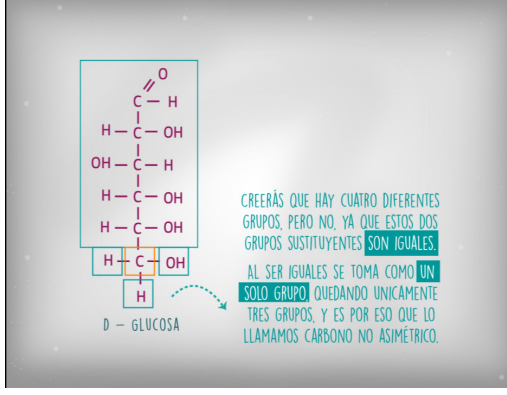 O
C — H
H — C — OH
OH — C — H
H — C — OH
H — C — OH
H — C — OH
H
D – GLUCOSA
CREERÁS QUE HAY CUATRO DIFERENTES
GRUPOS, PERO NO, YA QUE ESTOS DOS
GRUPOS SUSTITUYENTES SON IGUALES.
AL SER IGUALES SE TOMA COMO UN
SOLO GRUPO, QUEDANDO UNICAMENTE
TRES GRUPOS, Y ES POR ESO QUE LO
LLAMAMOS CARBONO NO ASIMÉTRICO.